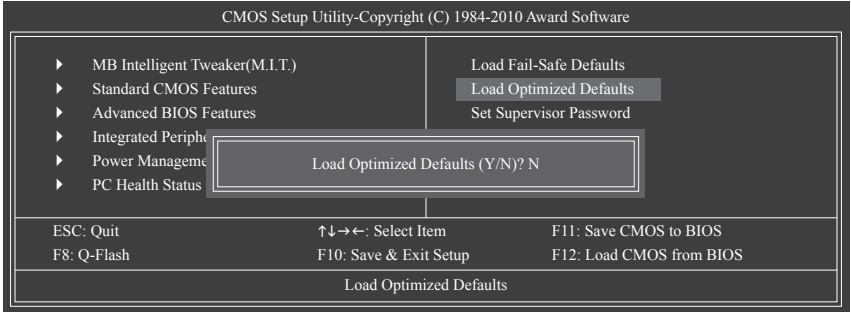 CMOS Setup Utility-Copyright (C) 1984-2010 Award Software
MB Intelligent Tweaker(M.I.T.)
Standard CMOS Features
Advanced BIOS Features
Integrated Periphe
Power Manageme
PC Health Status
Load Fail-Safe Defaults
Load Optimized Defaults
Set Supervisor Password
Load Optimized Defaults (Y/N)? N
ESC: Quit ↑↓→←: Select Item F11: Save CMOS to BIOS
F8: Q-Flash F10: Save & Exit Setup F12: Load CMOS from BIOS
Load Optimized Defaults